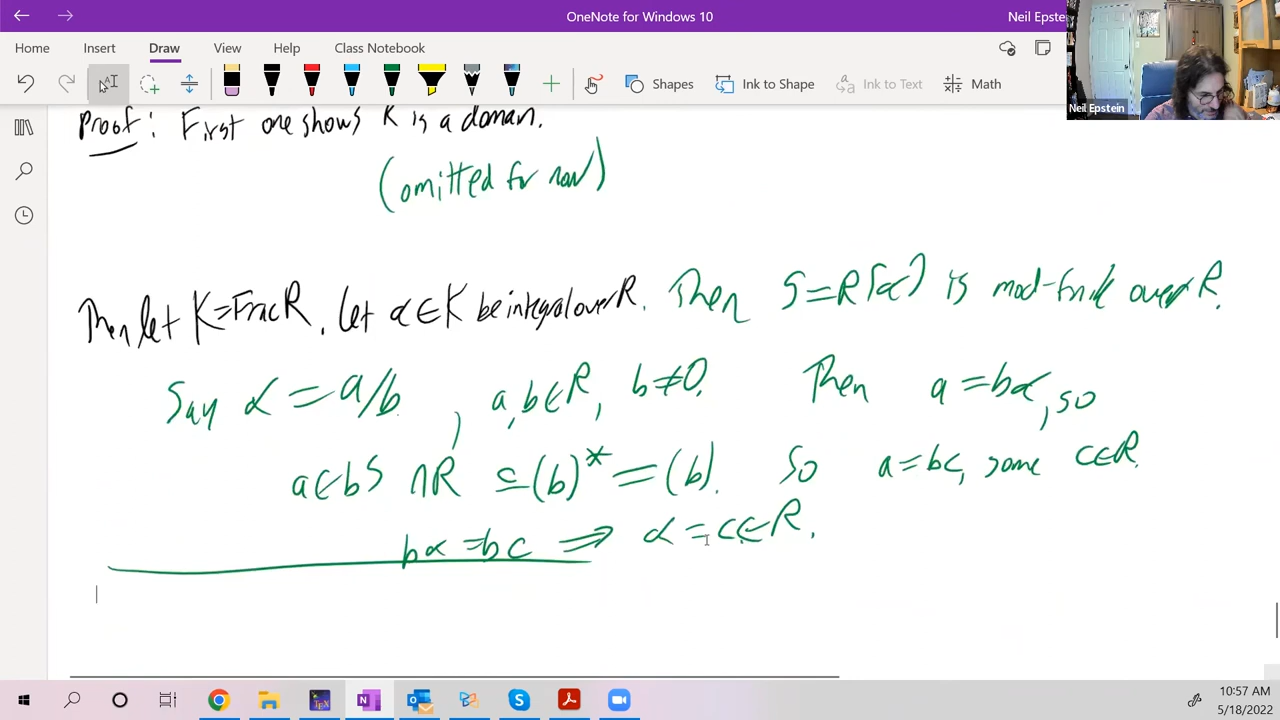 OneNote for Windows 10
Neil Epste
Home Insert Draw View Help Class Notebook
Shapes Ink to Shape Ink to Text Math
Neil Epstein
Proof: First one shows R is a domain.
(omitted for now)
Then let K=Frac R. Let α∈K be integral over R. Then S=R[α] is mod-finite over R.
Say α=a/b, a,b∈R, b≠0. Then a=bα, so
a∈bS∩R ⊆(b)*=(b). So a=bc, some c∈R.
bα=bc ⟹ α=c∈R.
10:57 AM
5/18/2022